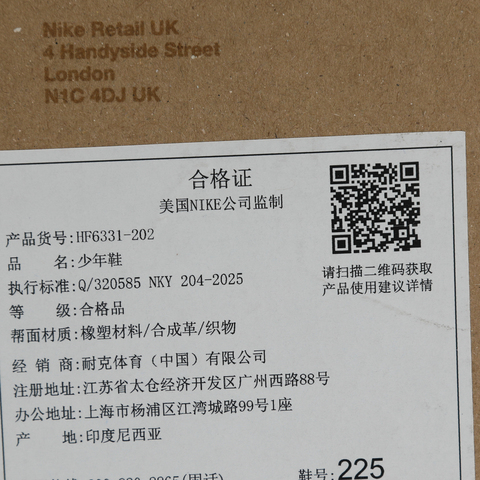 Nike Retail UK
4 Handyside Street
London
N1C 4DJ UK
合格证
美国NIKE公司监制
产品货号:HF6331-202
品 名:少年鞋
执行标准:Q/320585 NKY 204-2025
等 级:合格品
帮面材质:橡塑材料/合成革/织物
请扫描二维码获取
产品使用建议详情
经 销 商:耐克体育（中国）有限公司
注册地址:江苏省太仓经济开发区广州西路88号
办公地址:上海市杨浦区江湾城路99号1座
产 地:印度尼西亚
鞋号:225